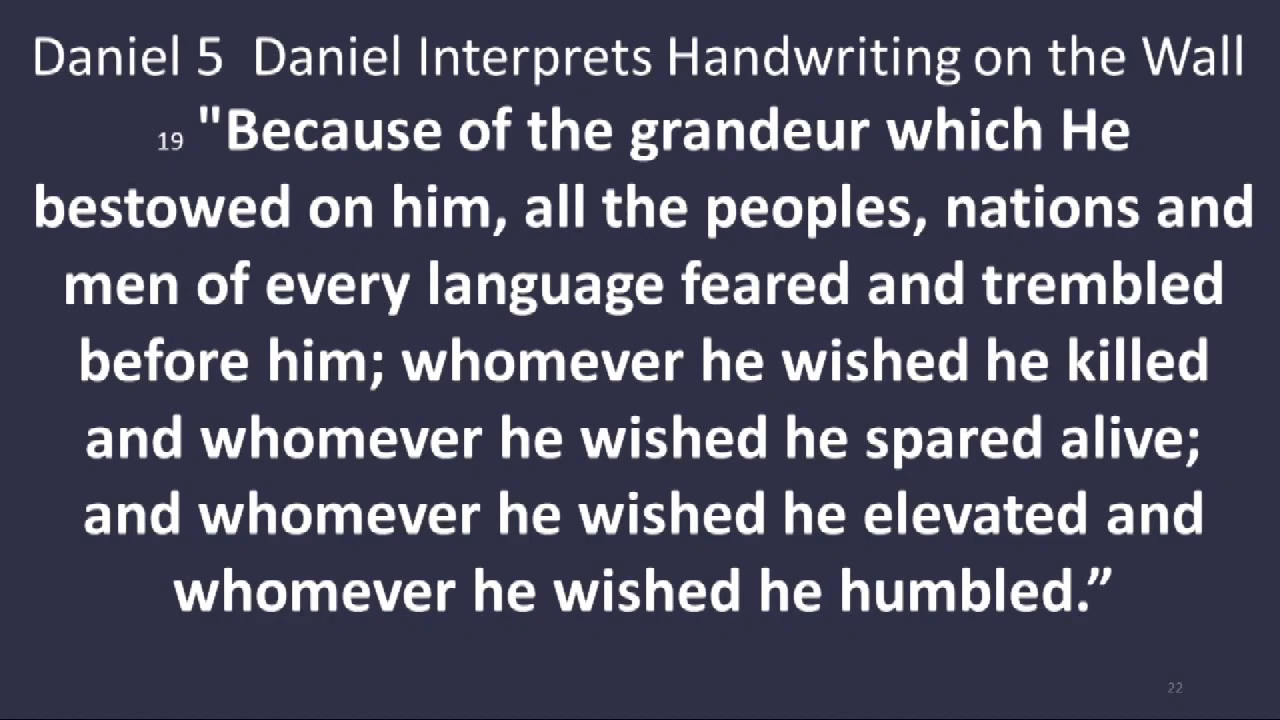 Daniel 5  Daniel Interprets Handwriting on the Wall
19 "Because of the grandeur which He
bestowed on him, all the peoples, nations and
men of every language feared and trembled
before him; whomever he wished he killed
and whomever he wished he spared alive;
and whomever he wished he elevated and
whomever he wished he humbled.”
22